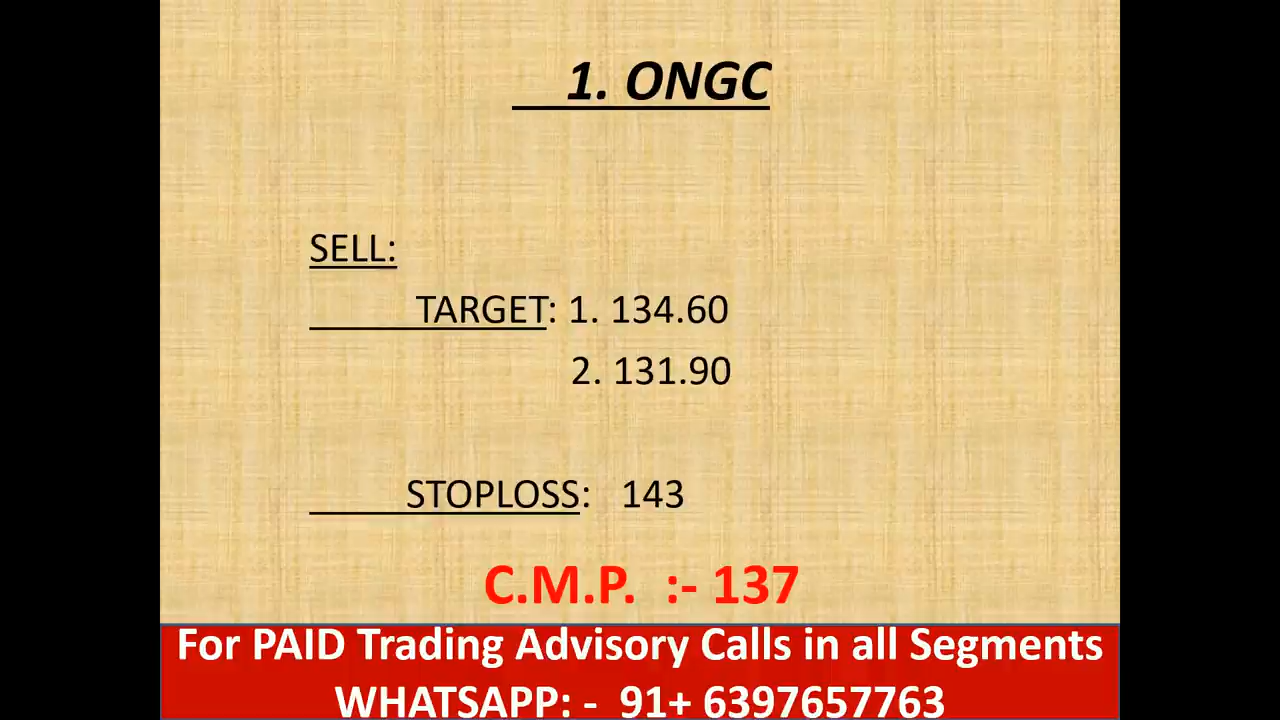 1. ONGC
SELL:
TARGET: 1. 134.60
2. 131.90
STOPLOSS: 143
C.M.P. :- 137
For PAID Trading Advisory Calls in all Segments
WHATSAPP: - 91+ 6397657763